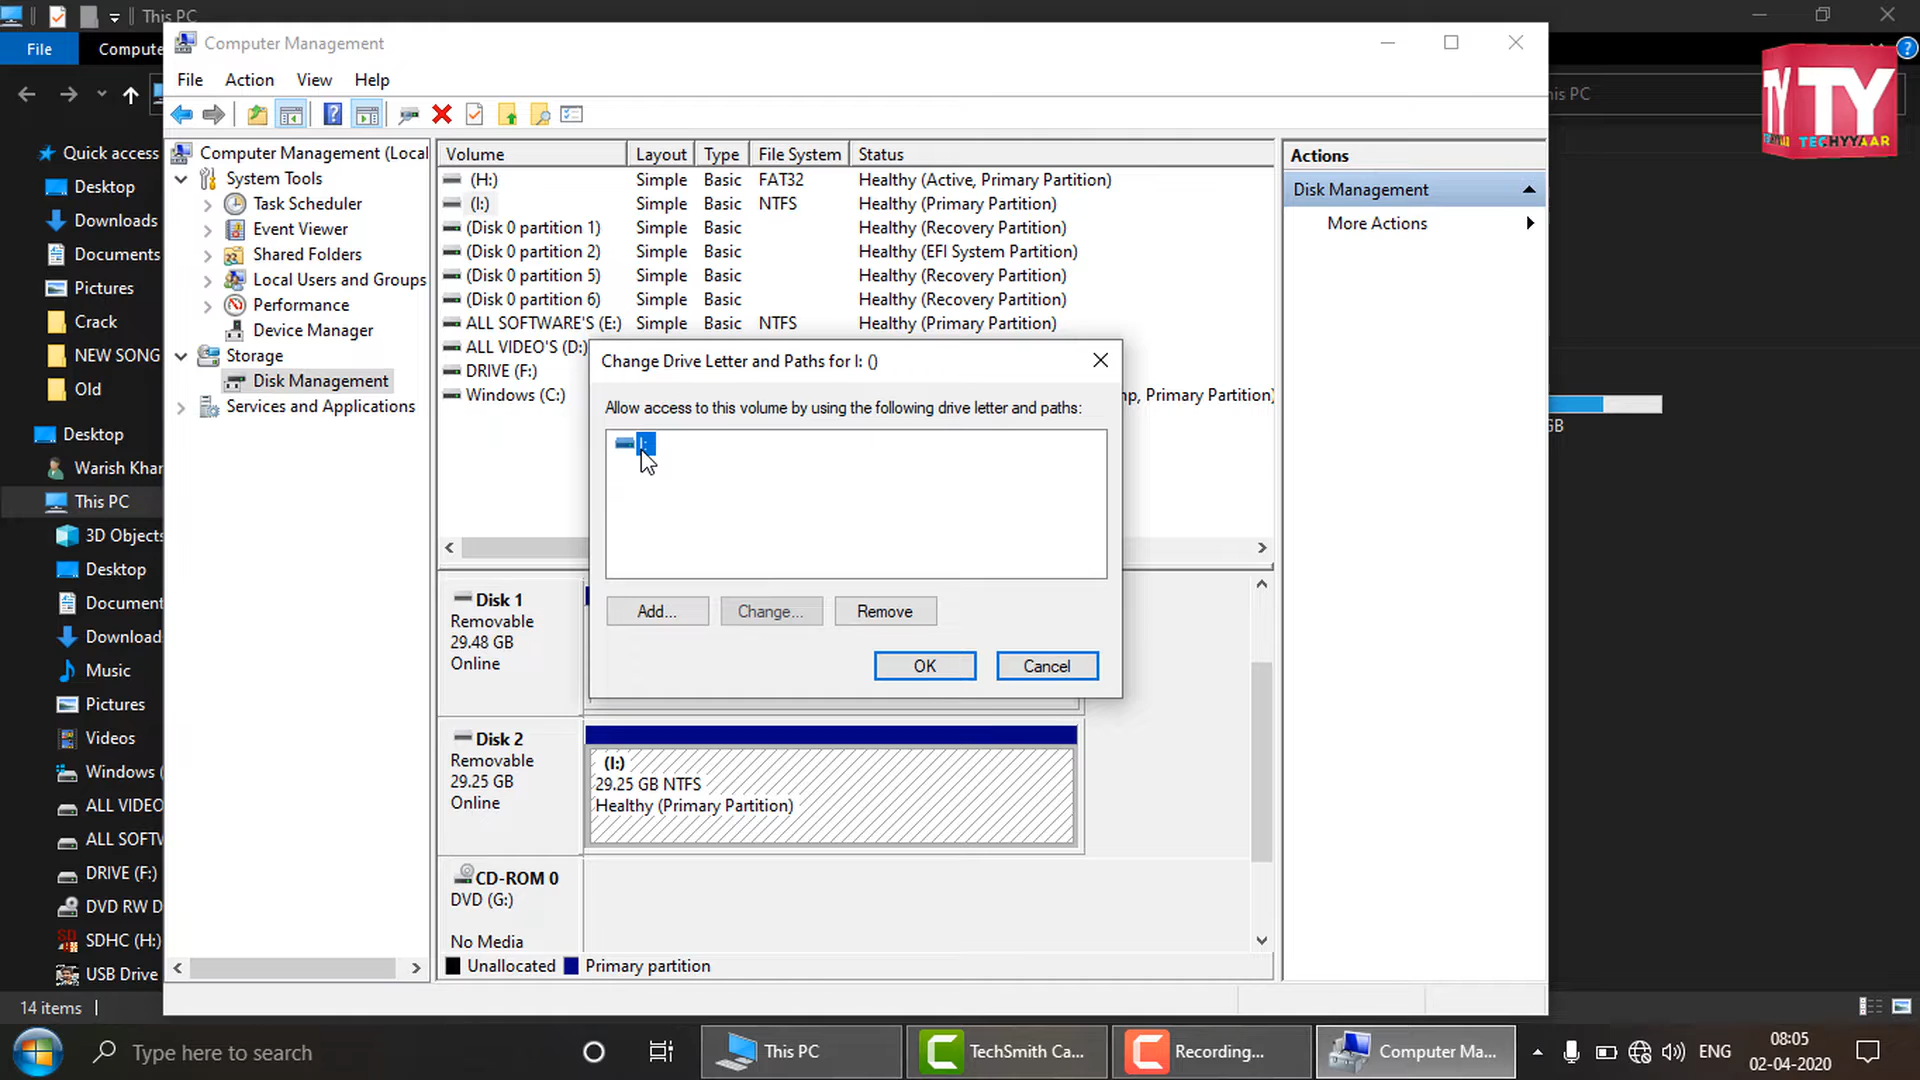 This PC
File
Compute
Computer Management
File Action View Help
TY
TECHYYAAR
Quick access
Desktop
Downloads
Documents
Pictures
Crack
NEW SONG
Old
Desktop
Warish Khar
This PC
3D Objects
Desktop
Document
Download
Music
Pictures
Videos
Windows (
ALL VIDEO
ALL SOFTW
DRIVE (F:)
DVD RW D
SDHC (H:)
USB Drive
14 items
Computer Management (Local
System Tools
Task Scheduler
Event Viewer
Shared Folders
Local Users and Groups
Performance
Device Manager
Storage
Disk Management
Services and Applications
Volume Layout Type File System Status
(H:) Simple Basic FAT32 Healthy (Active, Primary Partition)
(I:) Simple Basic NTFS Healthy (Primary Partition)
(Disk 0 partition 1) Simple Basic Healthy (Recovery Partition)
(Disk 0 partition 2) Simple Basic Healthy (EFI System Partition)
(Disk 0 partition 5) Simple Basic Healthy (Recovery Partition)
(Disk 0 partition 6) Simple Basic Healthy (Recovery Partition)
ALL SOFTWARE'S (E:) Simple Basic NTFS Healthy (Primary Partition)
ALL VIDEO'S (D:)
DRIVE (F:)
Windows (C:) mp, Primary Partition)
Change Drive Letter and Paths for I: ()
Allow access to this volume by using the following drive letter and paths:
I:
Add... Change... Remove
OK Cancel
Disk 1
Removable
29.48 GB
Online
Disk 2
Removable
29.25 GB
Online
(I:)
29.25 GB NTFS
Healthy (Primary Partition)
CD-ROM 0
DVD (G:)
No Media
Unallocated Primary partition
Actions
Disk Management
More Actions
his PC
GB
Type here to search
This PC
TechSmith Ca...
Recording...
Computer Ma...
ENG
08:05
02-04-2020